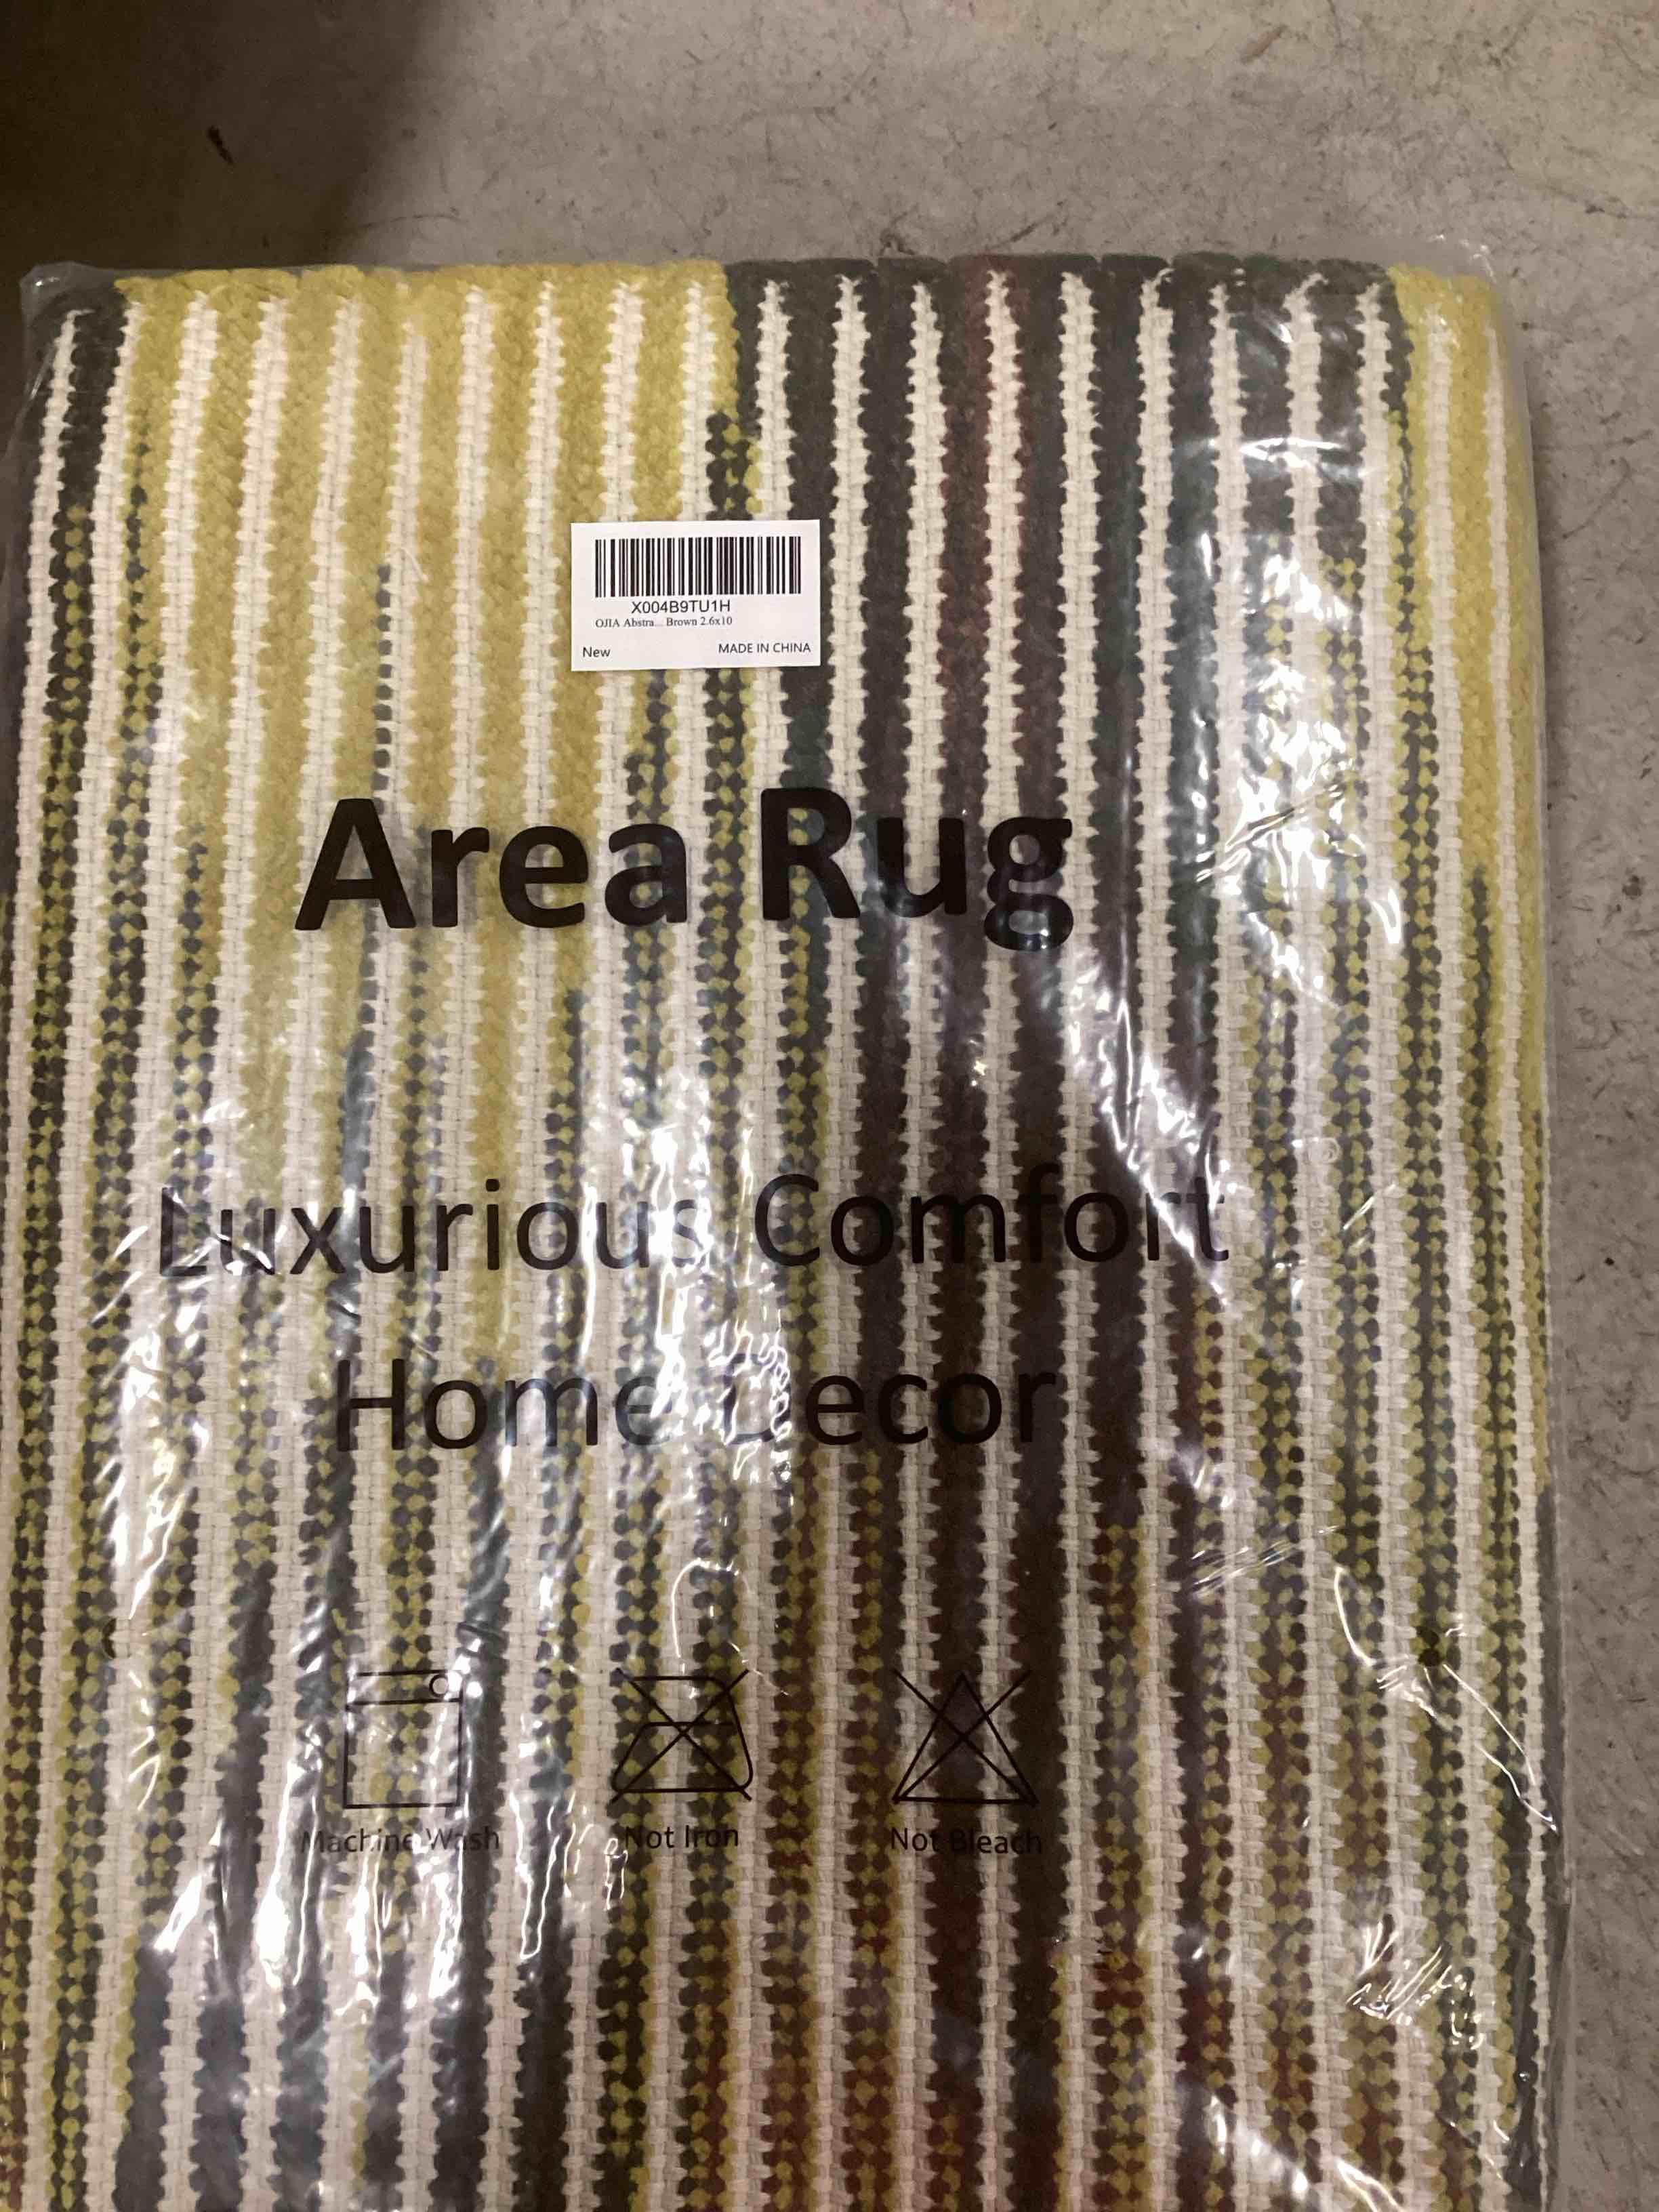 X004B9TU1H
OJIA Abstra... Brown 2.6x10
New MADE IN CHINA
Area Rug
Luxurious Comfort
Home Decor
Machine Wash Not Iron Not Bleach